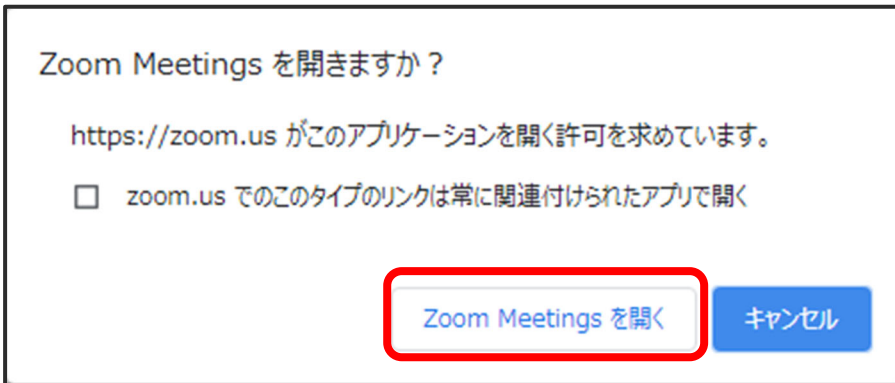 Zoom Meetings を開きますか？
https://zoom.us がこのアプリケーションを開く許可を求めています。
zoom.us でのこのタイプのリンクは常に関連付けられたアプリで開く
Zoom Meetings を開く
キャンセル